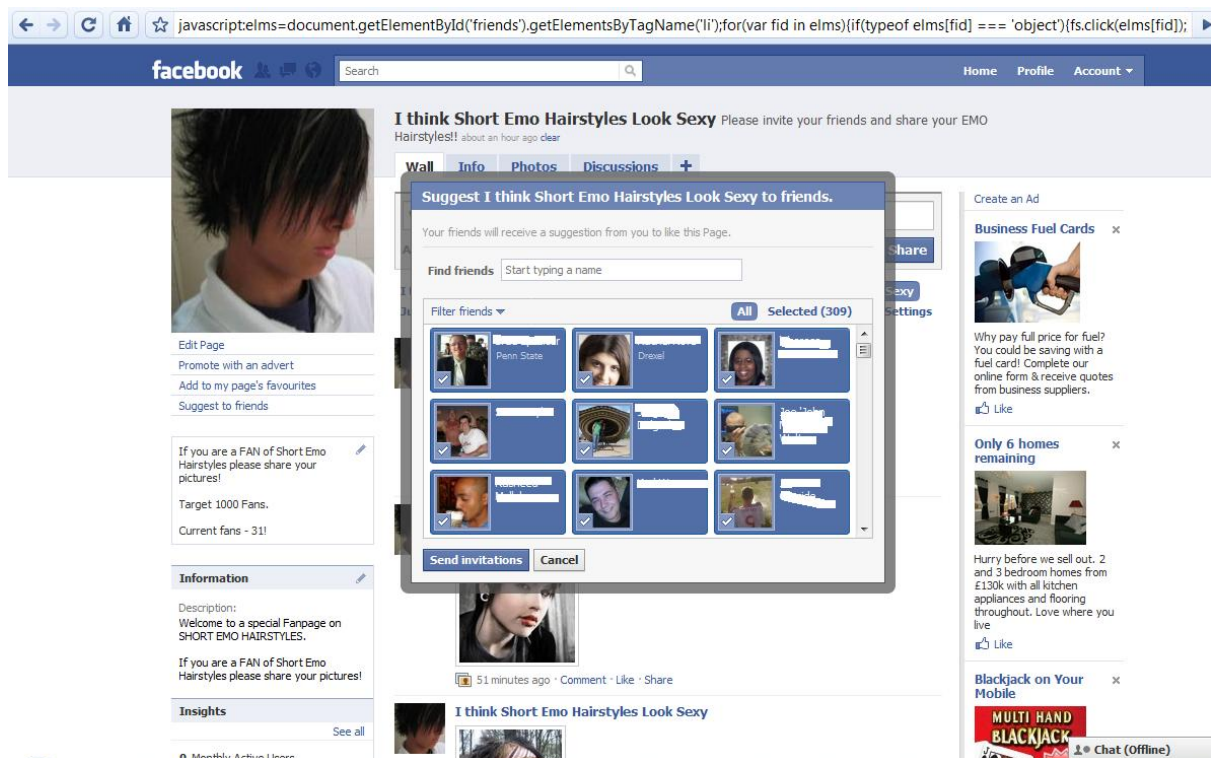 javascript:elms=document.getElementById('friends').getElementsByTagName('li');for(var fid in elms){if(typeof elms[fid] === 'object'){fs.click(elms[fid]);
facebook
Search
Home Profile Account
I think Short Emo Hairstyles Look Sexy Please invite your friends and share your EMO
Hairstyles!! about an hour ago clear
Wall Info Photos Discussions +
Suggest I think Short Emo Hairstyles Look Sexy to friends.
Your friends will receive a suggestion from you to like this Page.
Find friends Start typing a name
Share
Sexy
Settings
Filter friends All Selected (309)
Penn State
Drexel
Send invitations Cancel
Edit Page
Promote with an advert
Add to my page's favourites
Suggest to friends
If you are a FAN of Short Emo
Hairstyles please share your
pictures!
Target 1000 Fans.
Current fans - 31!
Information
Description:
Welcome to a special Fanpage on
SHORT EMO HAIRSTYLES.
If you are a FAN of Short Emo
Hairstyles please share your pictures!
Insights
See all
Monthly Active Users
51 minutes ago · Comment · Like · Share
I think Short Emo Hairstyles Look Sexy
Create an Ad
Business Fuel Cards ×
Why pay full price for fuel?
You could be saving with a
fuel card! Complete our
online form & receive quotes
from business suppliers.
Like
Only 6 homes ×
remaining
Hurry before we sell out. 2
and 3 bedroom homes from
£130k with all kitchen
appliances and flooring
throughout. Love where you
live
Like
Blackjack on Your ×
Mobile
MULTI HAND
BLACKJACK
Chat (Offline)